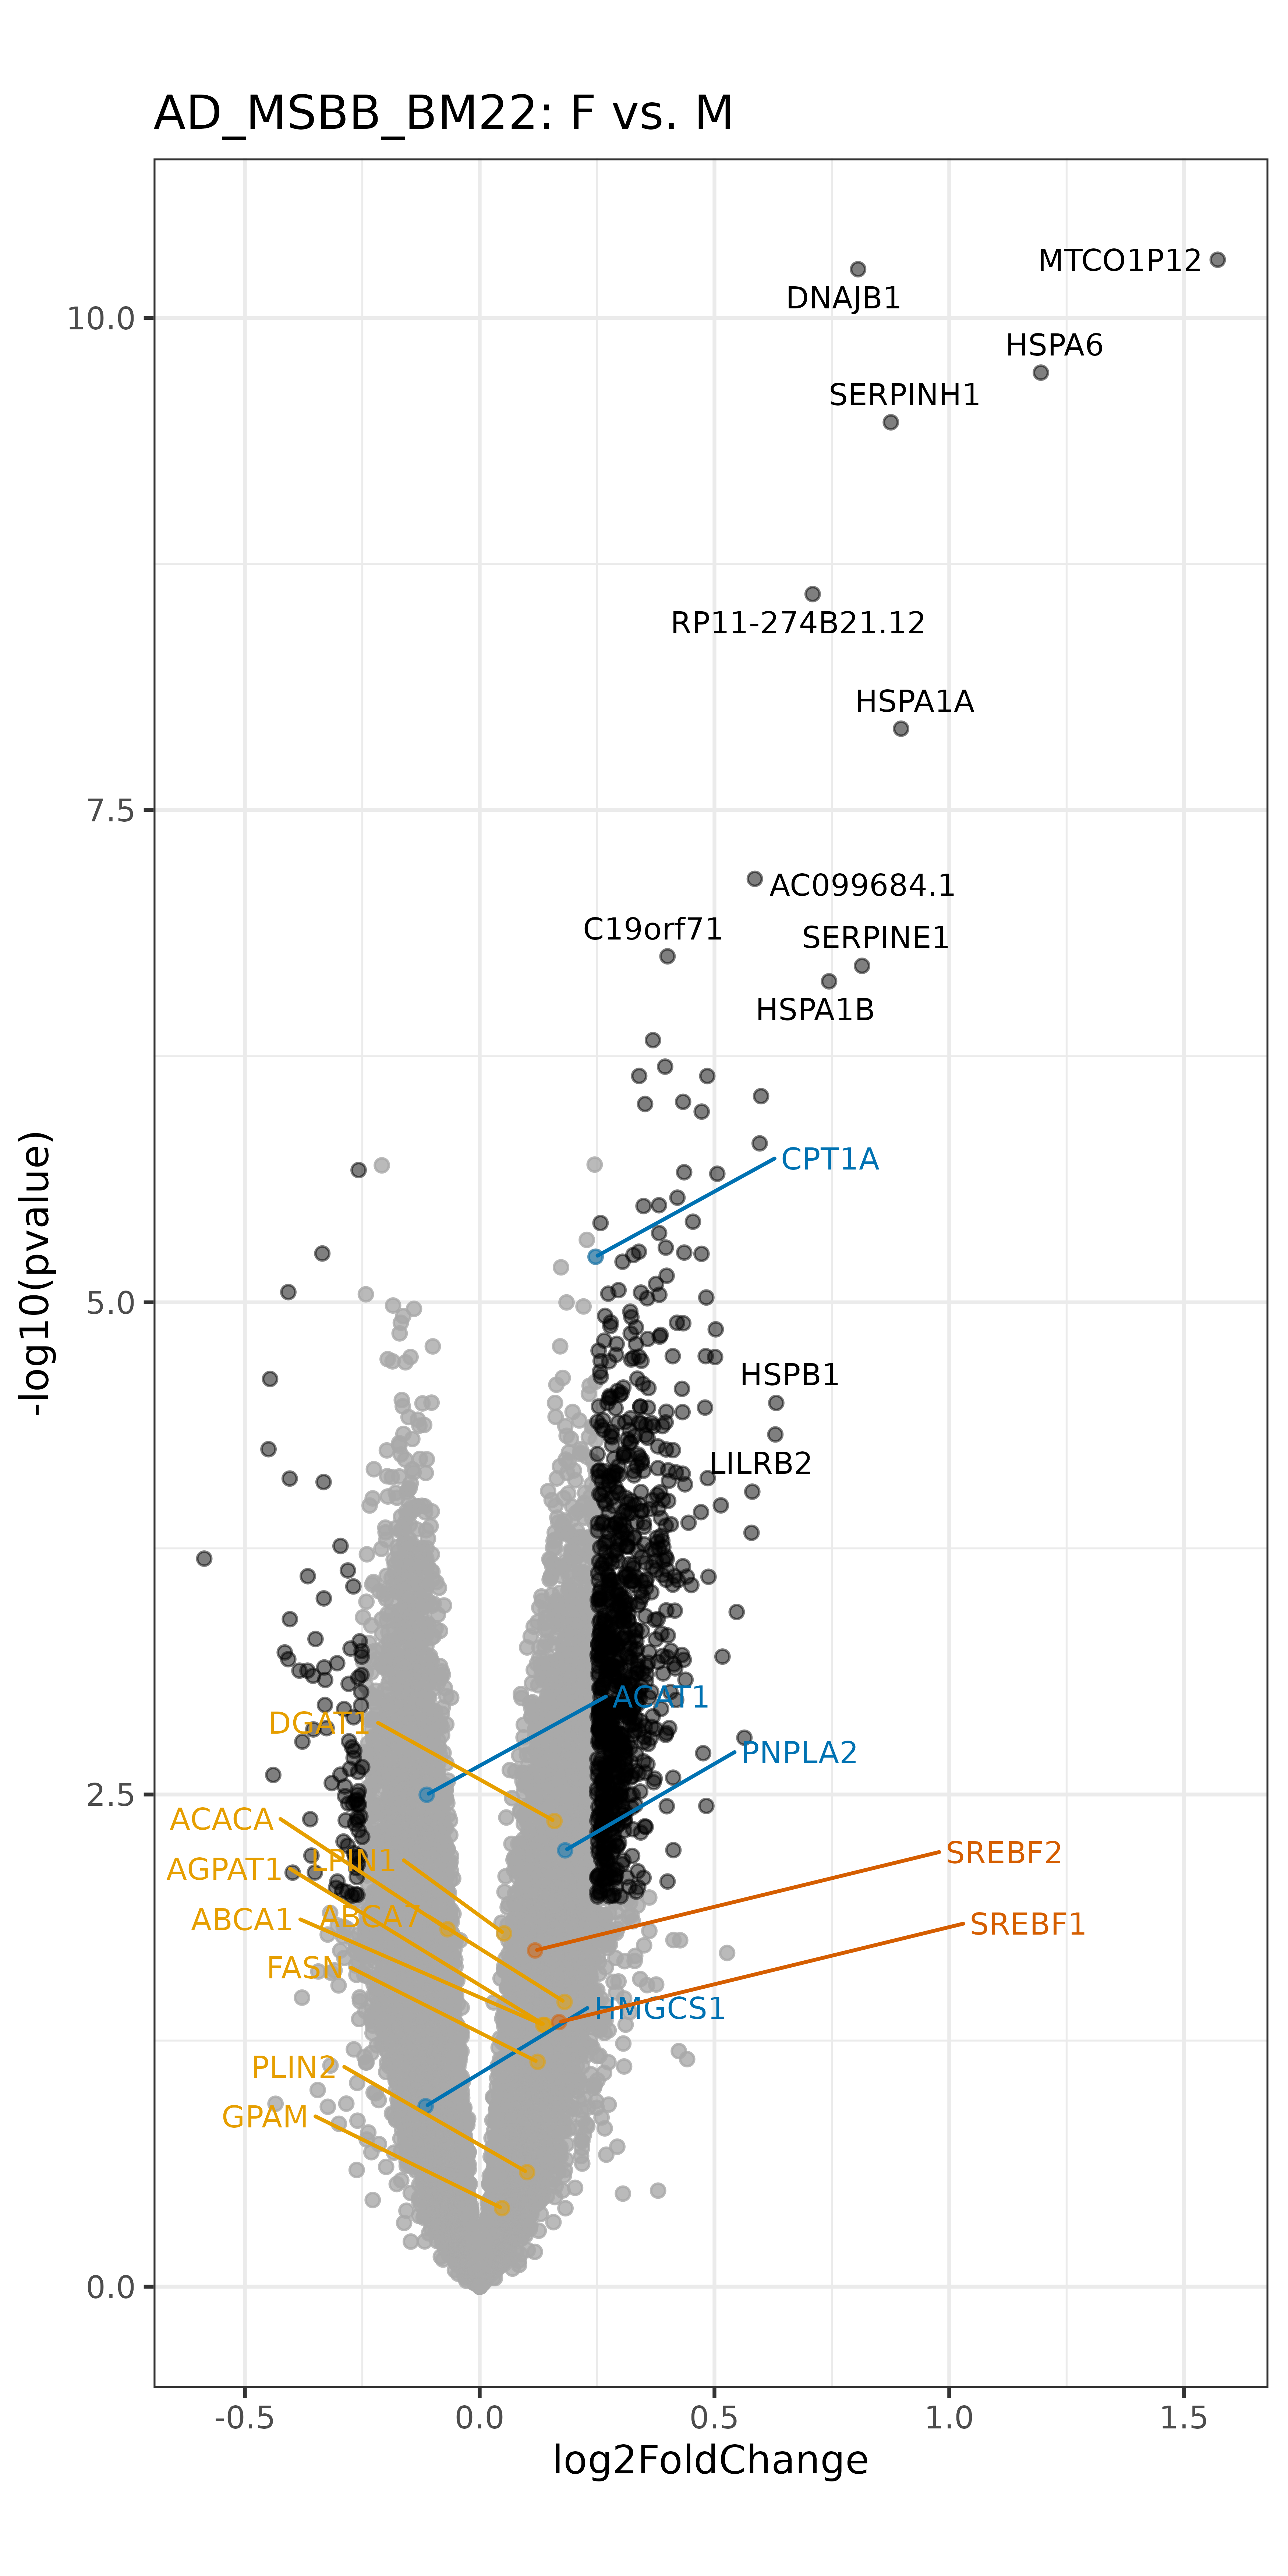 AD_MSBB_BM22: F vs. M
MTCO1P12
DNAJB1
10.0
HSPA6
SERPINH1
RP11-274B21.12
HSPA1A
7.5
AC099684.1
C19orf71
SERPINE1
HSPA1B
CPT1A
-log10(pvalue)
5.0
HSPB1
LILRB2
ACAT1
DGAT1
PNPLA2
2.5
ACACA
SREBF2
LPIN1
AGPAT1
ABCA7
ABCA1
SREBF1
FASN
HMGCS1
PLIN2
GPAM
0.0
-0.5 0.0 0.5 1.0 1.5
log2FoldChange